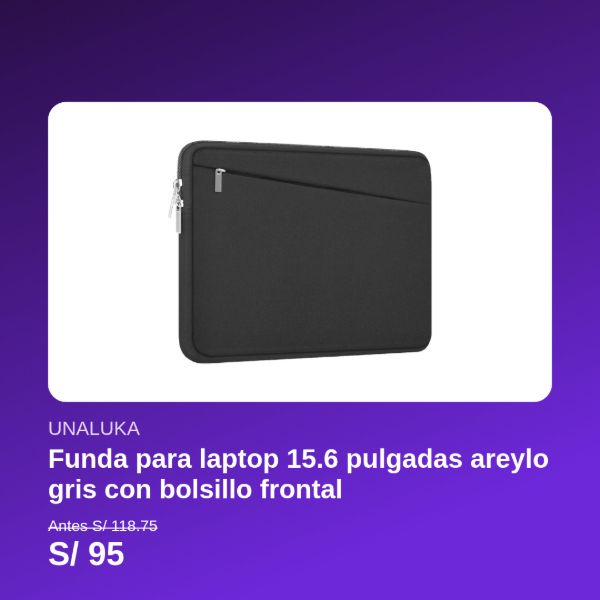 UNALUKA
Funda para laptop 15.6 pulgadas areylo
gris con bolsillo frontal
Antes S/ 118.75
S/ 95